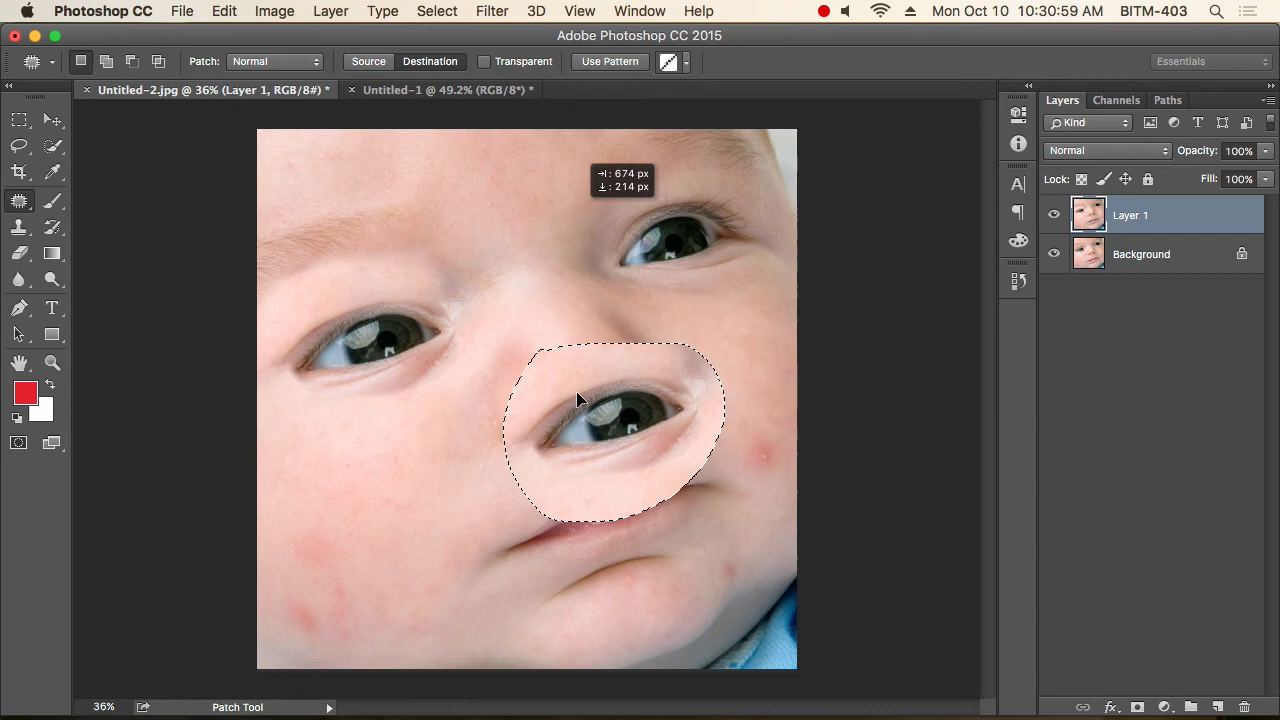 Photoshop CC File Edit Image Layer Type Select Filter 3D View Window Help Mon Oct 10 10:30:59 AM BITM-403
Adobe Photoshop CC 2015
Patch: Normal Source Destination Transparent Use Pattern Essentials
× Untitled-2.jpg @ 36% (Layer 1, RGB/8#) * × Untitled-1 @ 49.2% (RGB/8*) *
Layers Channels Paths
Kind
Normal Opacity: 100%
Lock: Fill: 100%
: 674 px
: 214 px
Layer 1
Background
36% Patch Tool